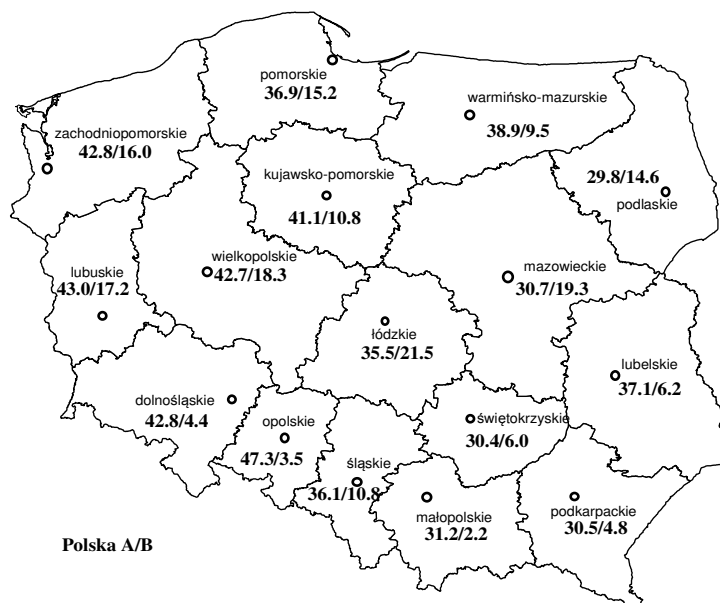 pomorskie
36.9/15.2
warmińsko-mazurskie
38.9/9.5
zachodniopomorskie
42.8/16.0
kujawsko-pomorskie
41.1/10.8
29.8/14.6
podlaskie
wielkopolskie
42.7/18.3
lubuskie
43.0/17.2
mazowieckie
30.7/19.3
łódzkie
35.5/21.5
lubelskie
37.1/6.2
dolnośląskie
42.8/4.4
opolskie
47.3/3.5
świętokrzyskie
30.4/6.0
śląskie
36.1/10.8
małopolskie
31.2/2.2
podkarpackie
30.5/4.8
Polska A/B